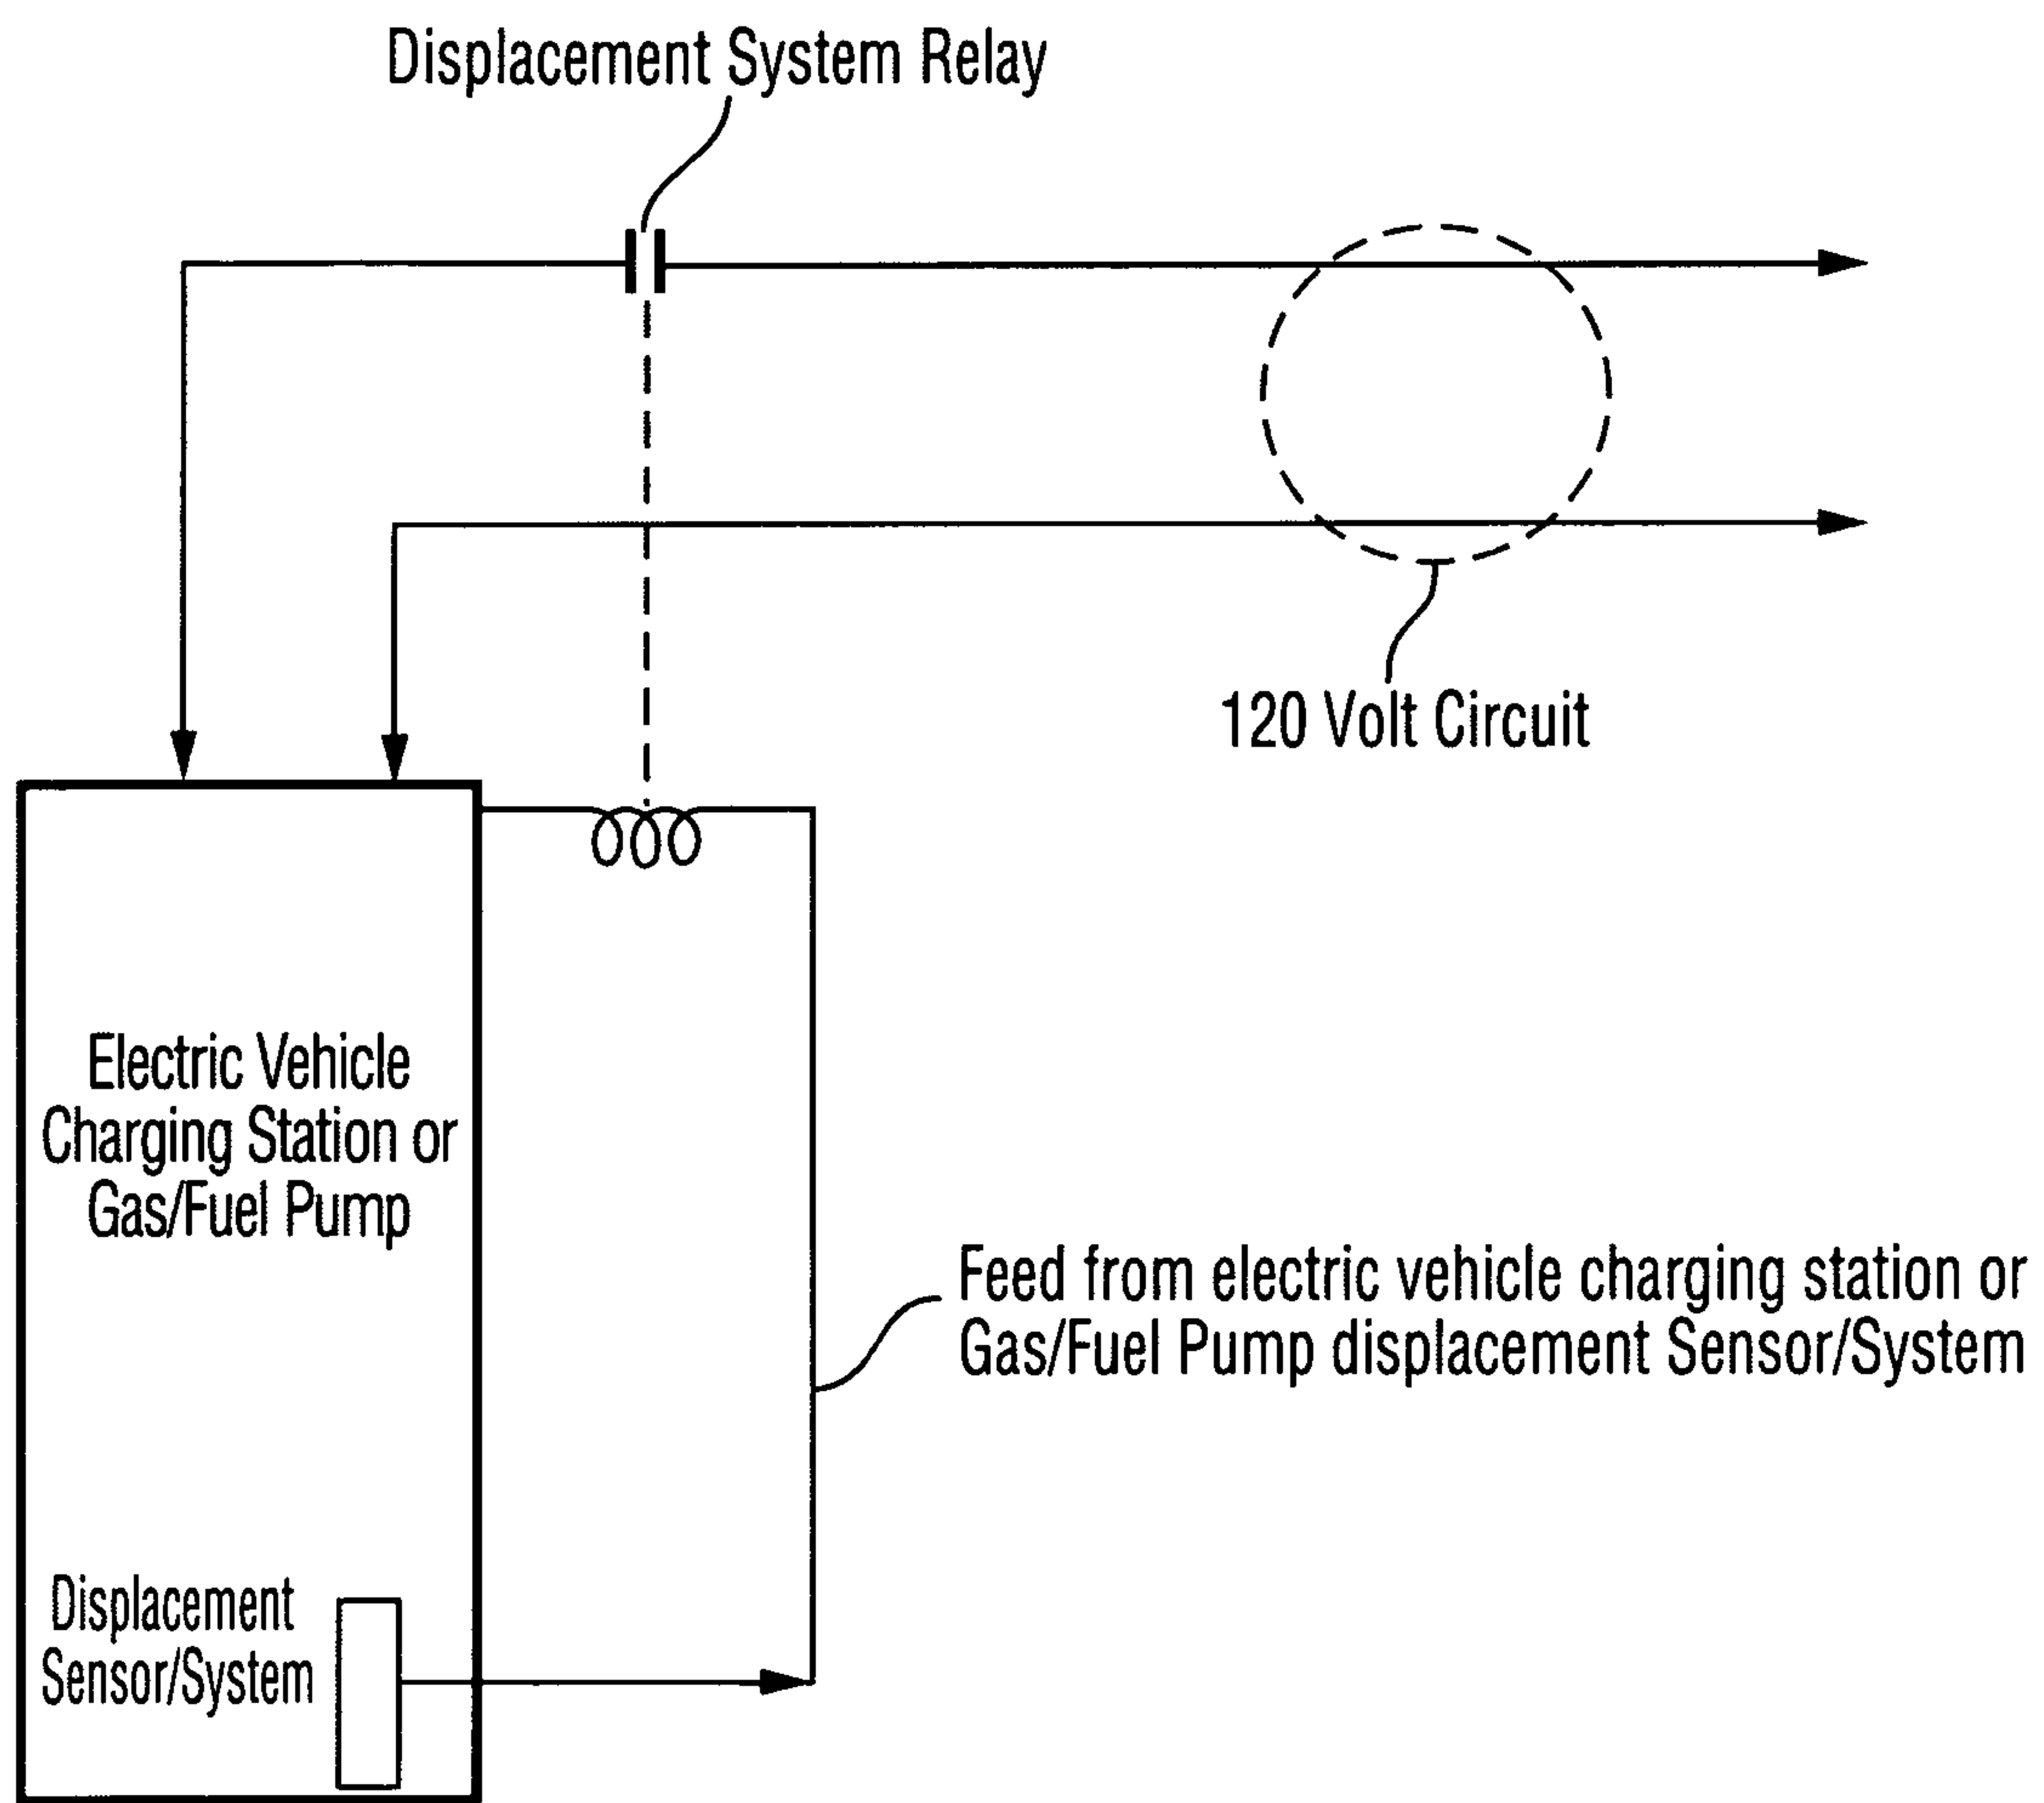 Displacement System Relay
120 Volt Circuit
Electric Vehicle
Charging Station or
Gas/Fuel Pump
Feed from electric vehicle charging station or
Gas/Fuel Pump displacement Sensor/System
Displacement
Sensor/System